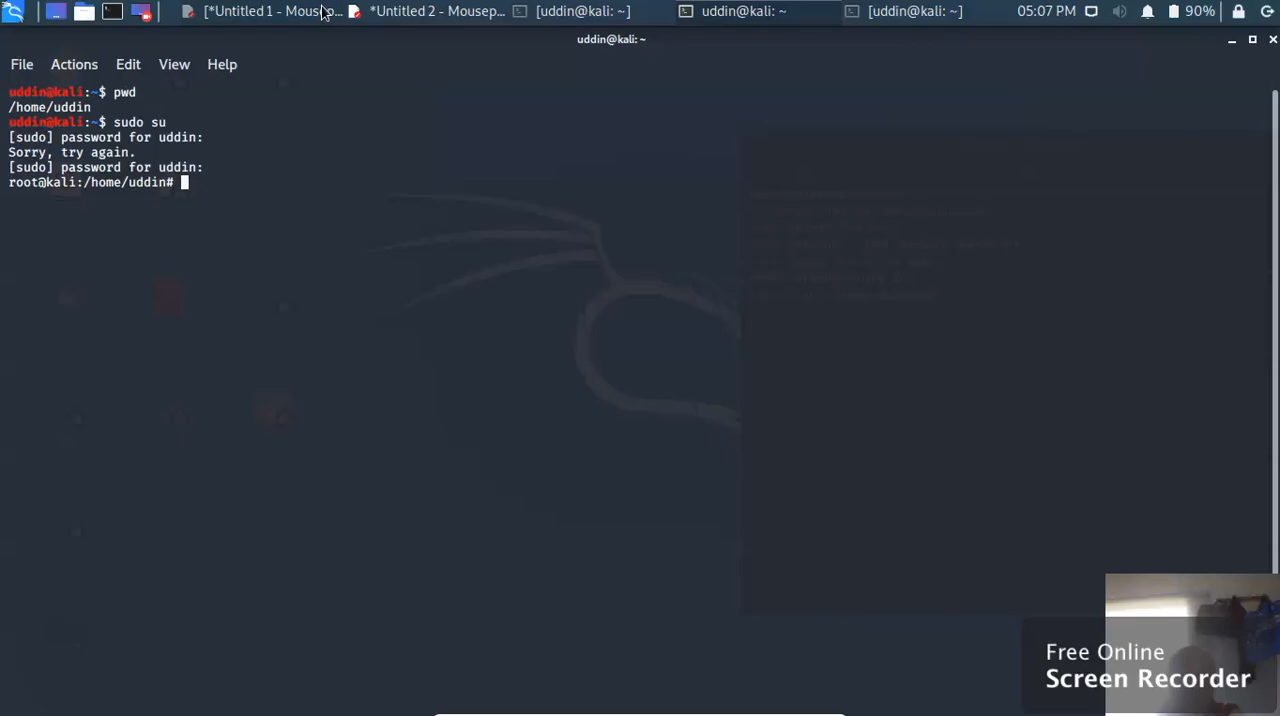 [*Untitled 1 - Mousep... *Untitled 2 - Mousep... [uddin@kali: ~] uddin@kali: ~ [uddin@kali: ~] 05:07 PM 90%
uddin@kali: ~
File Actions Edit View Help
uddin@kali:~$ pwd
/home/uddin
uddin@kali:~$ sudo su
[sudo] password for uddin:
Sorry, try again.
[sudo] password for uddin:
root@kali:/home/uddin#
Free Online
Screen Recorder